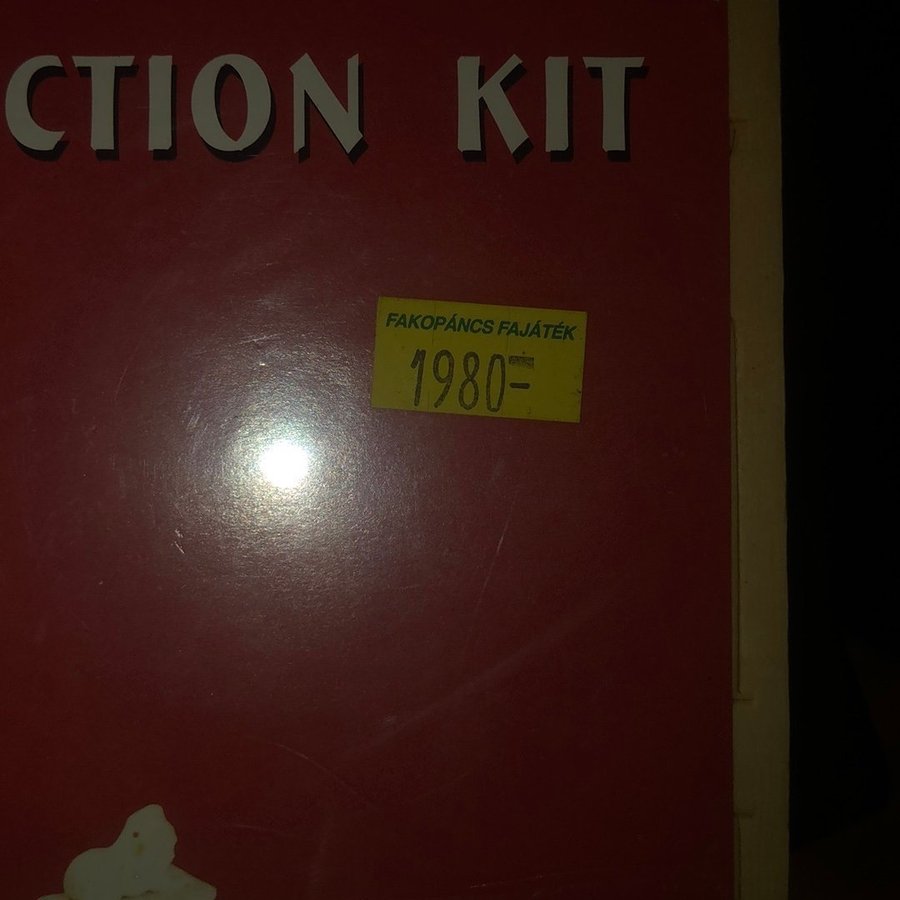 CTION KIT
FAKOPÁNCS FAJÁTÉK
1980-